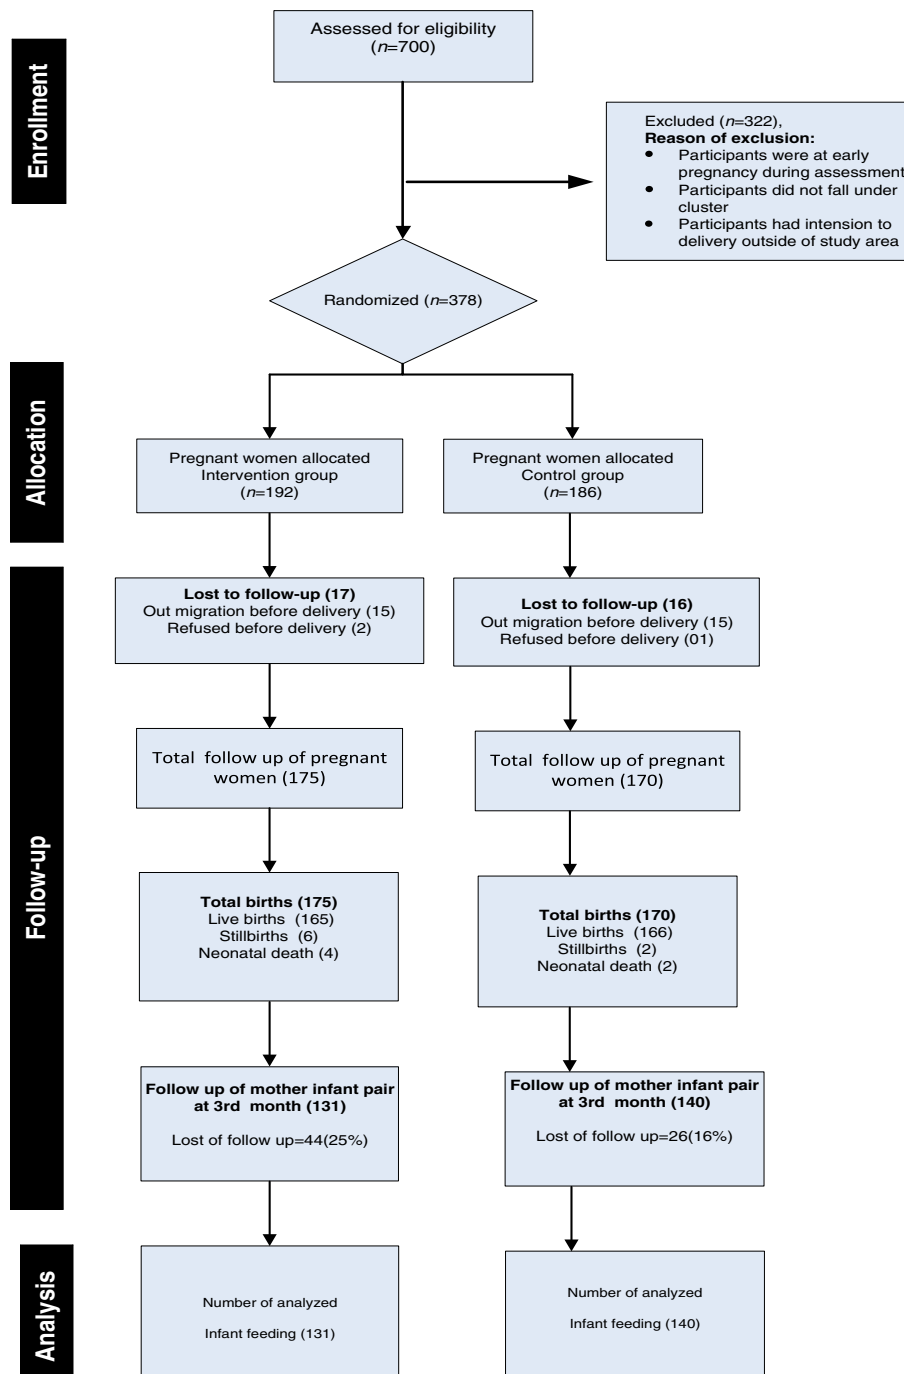 Enrollment
Assessed for eligibility
(n=700)
Excluded (n=322),
Reason of exclusion:
• Participants were at early
pregnancy during assessment
• Participants did not fall under
cluster
• Participants had intension to
delivery outside of study area
Randomized (n=378)
Allocation
Pregnant women allocated
Intervention group
(n=192)
Pregnant women allocated
Control group
(n=186)
Follow-up
Lost to follow-up (17)
Out migration before delivery (15)
Refused before delivery (2)
Lost to follow-up (16)
Out migration before delivery (15)
Refused before delivery (01)
Total follow up of pregnant
women (175)
Total follow up of pregnant
women (170)
Total births (175)
Live births (165)
Stillbirths (6)
Neonatal death (4)
Total births (170)
Live births (166)
Stillbirths (2)
Neonatal death (2)
Follow up of mother infant pair
at 3rd month (131)
Lost of follow up=44(25%)
Follow up of mother infant pair
at 3rd month (140)
Lost of follow up=26(16%)
Analysis
Number of analyzed
Infant feeding (131)
Number of analyzed
Infant feeding (140)